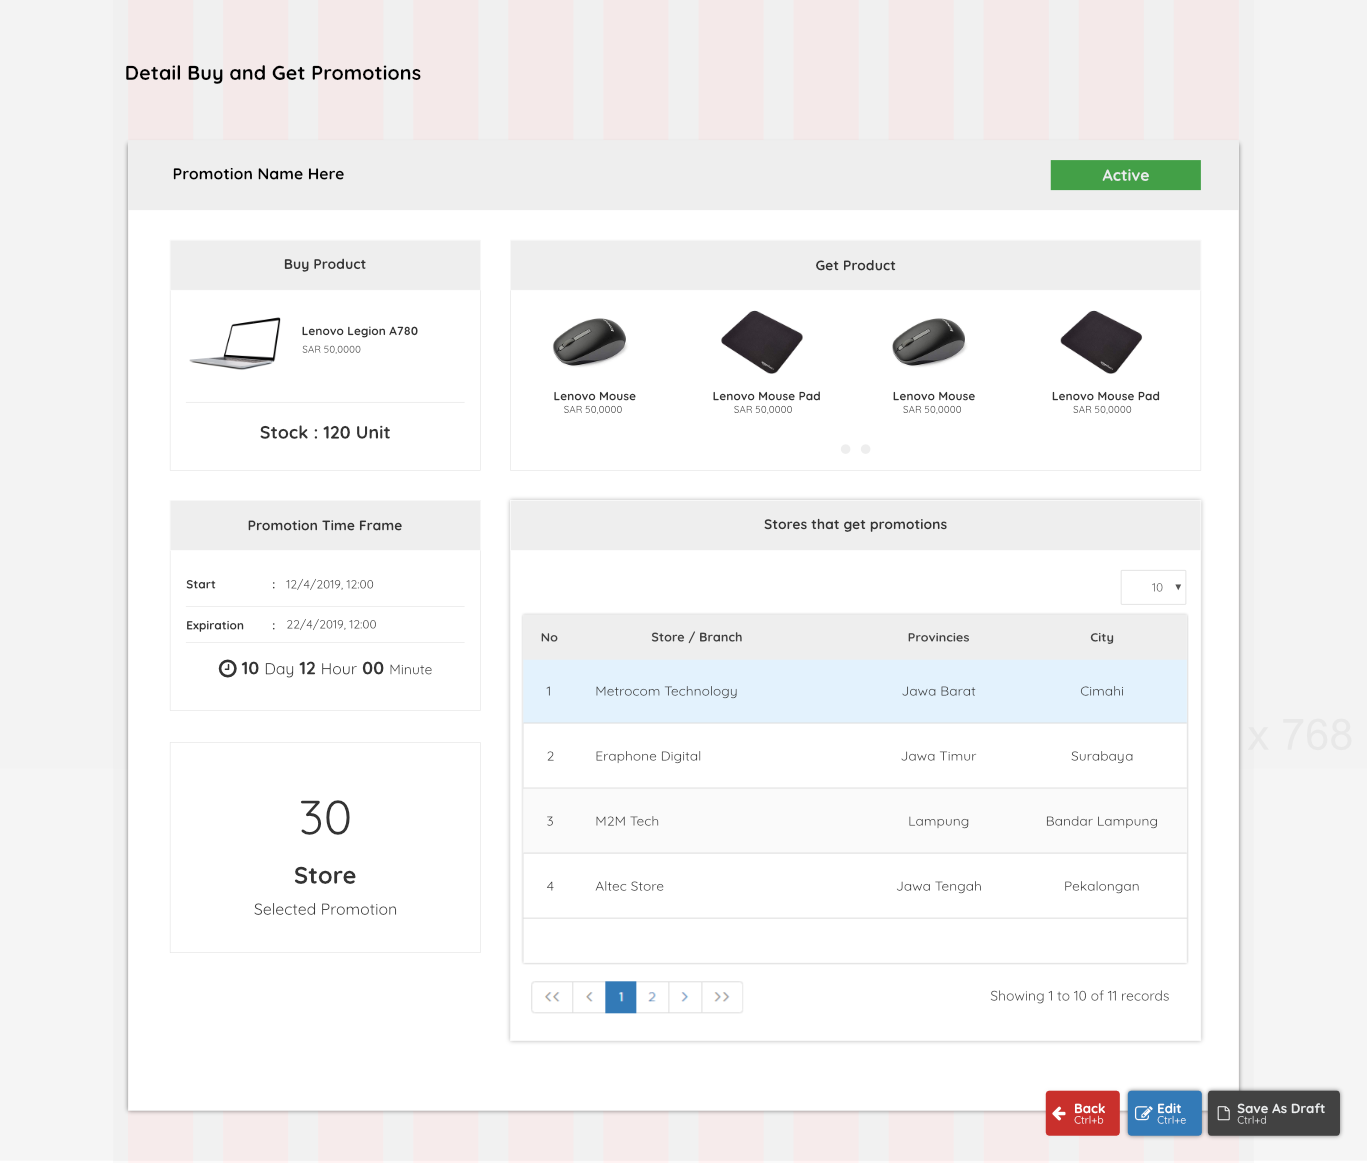 Detail Buy and Get Promotions
Promotion Name Here
Active
Buy Product
Lenovo Legion A780
SAR 50,0000
Stock : 120 Unit
Get Product
Lenovo Mouse
SAR 50,0000
Lenovo Mouse Pad
SAR 50,0000
Lenovo Mouse
SAR 50,0000
Lenovo Mouse Pad
SAR 50,0000
Promotion Time Frame
Start : 12/4/2019, 12:00
Expiration : 22/4/2019, 12:00
10 Day 12 Hour 00 Minute
30
Store
Selected Promotion
Stores that get promotions
10
No Store / Branch Provincies City
1 Metrocom Technology Jawa Barat Cimahi
2 Eraphone Digital Jawa Timur Surabaya
3 M2M Tech Lampung Bandar Lampung
4 Altec Store Jawa Tengah Pekalongan
<< < 1 2 > >>
Showing 1 to 10 of 11 records
x 768
Back
Ctrl+b
Edit
Ctrl+e
Save As Draft
Ctrl+d